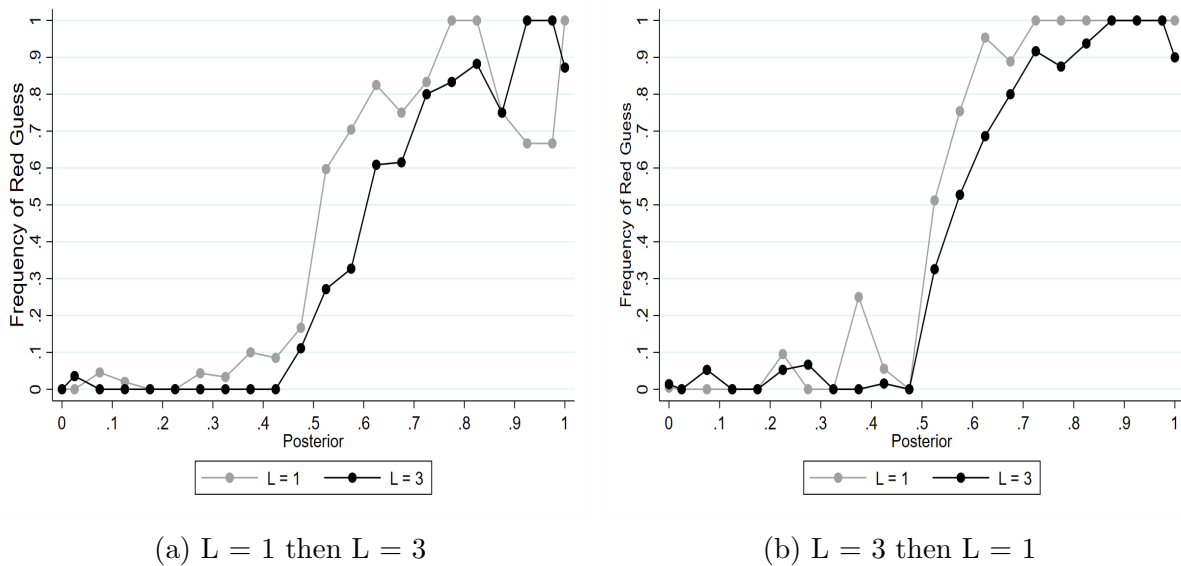 Frequency of Red Guess
1
.9
.8
.7
.6
.5
.4
.3
.2
.1
0
0 .1 .2 .3 .4 .5 .6 .7 .8 .9 1
Posterior
L = 1 L = 3
(a) L = 1 then L = 3
Frequency of Red Guess
1
.9
.8
.7
.6
.5
.4
.3
.2
.1
0
0 .1 .2 .3 .4 .5 .6 .7 .8 .9 1
Posterior
L = 1 L = 3
(b) L = 3 then L = 1